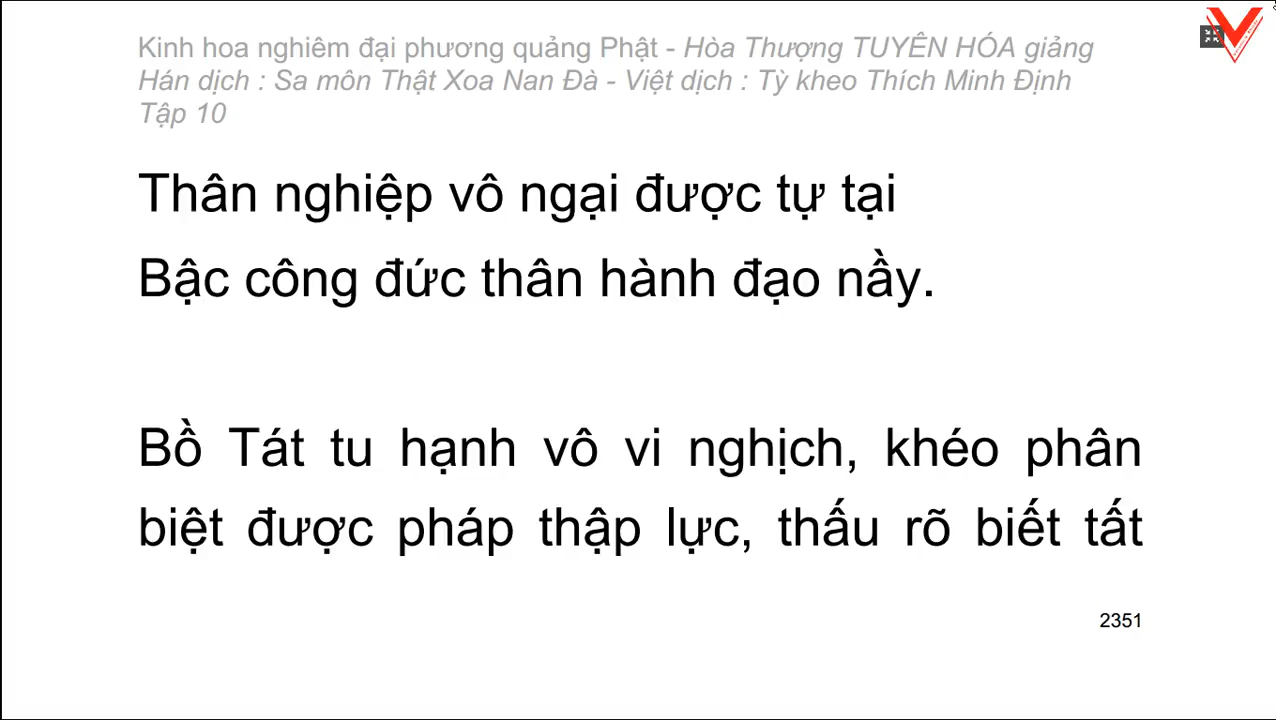 Kinh hoa nghiêm đại phương quảng Phật - Hòa Thượng TUYÊN HÓA giảng
Hán dịch : Sa môn Thật Xoa Nan Đà - Việt dịch : Tỳ kheo Thích Minh Định
Tập 10
Thân nghiệp vô ngại được tự tại
Bậc công đức thân hành đạo nầy.
Bồ Tát tu hạnh vô vi nghịch, khéo phân
biệt được pháp thập lực, thấu rõ biết tất
2351